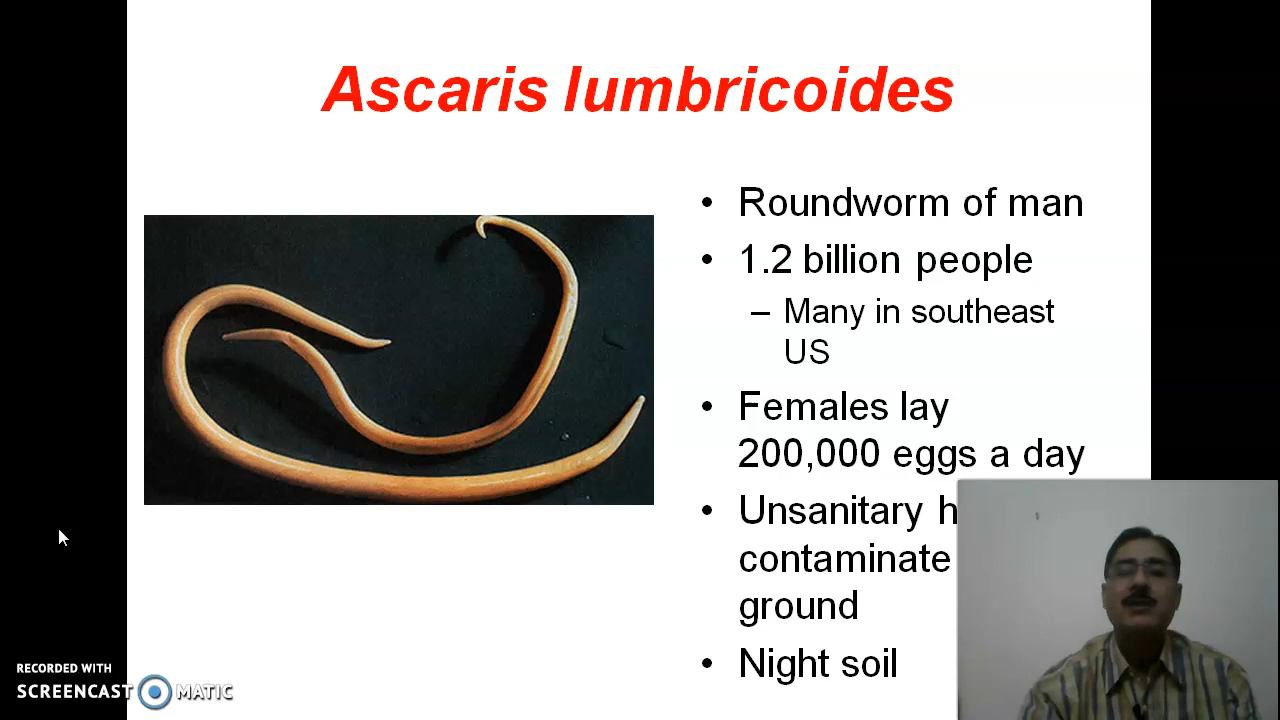 Ascaris lumbricoides
• Roundworm of man
• 1.2 billion people
– Many in southeast
US
• Females lay
200,000 eggs a day
• Unsanitary
contaminate
ground
• Night soil
RECORDED WITH
SCREENCAST MATIC